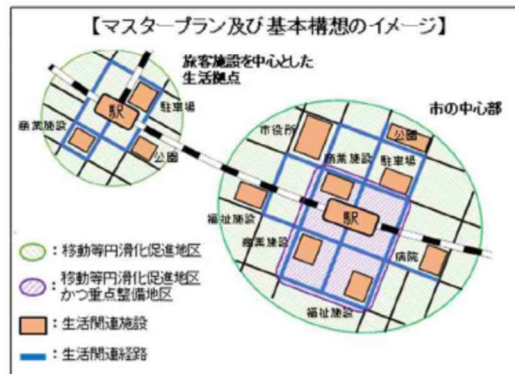 【マスタープラン及び基本構想のイメージ】
旅客施設を中心とした
生活拠点
駅
駐車場
商業施設
公園
市の中心部
市役所
公園
商業施設
駐車場
福祉施設
駅
商業施設
病院
福祉施設
：移動等円滑化促進地区
：移動等円滑化促進地区
かつ重点整備地区
：生活関連施設
：生活関連経路